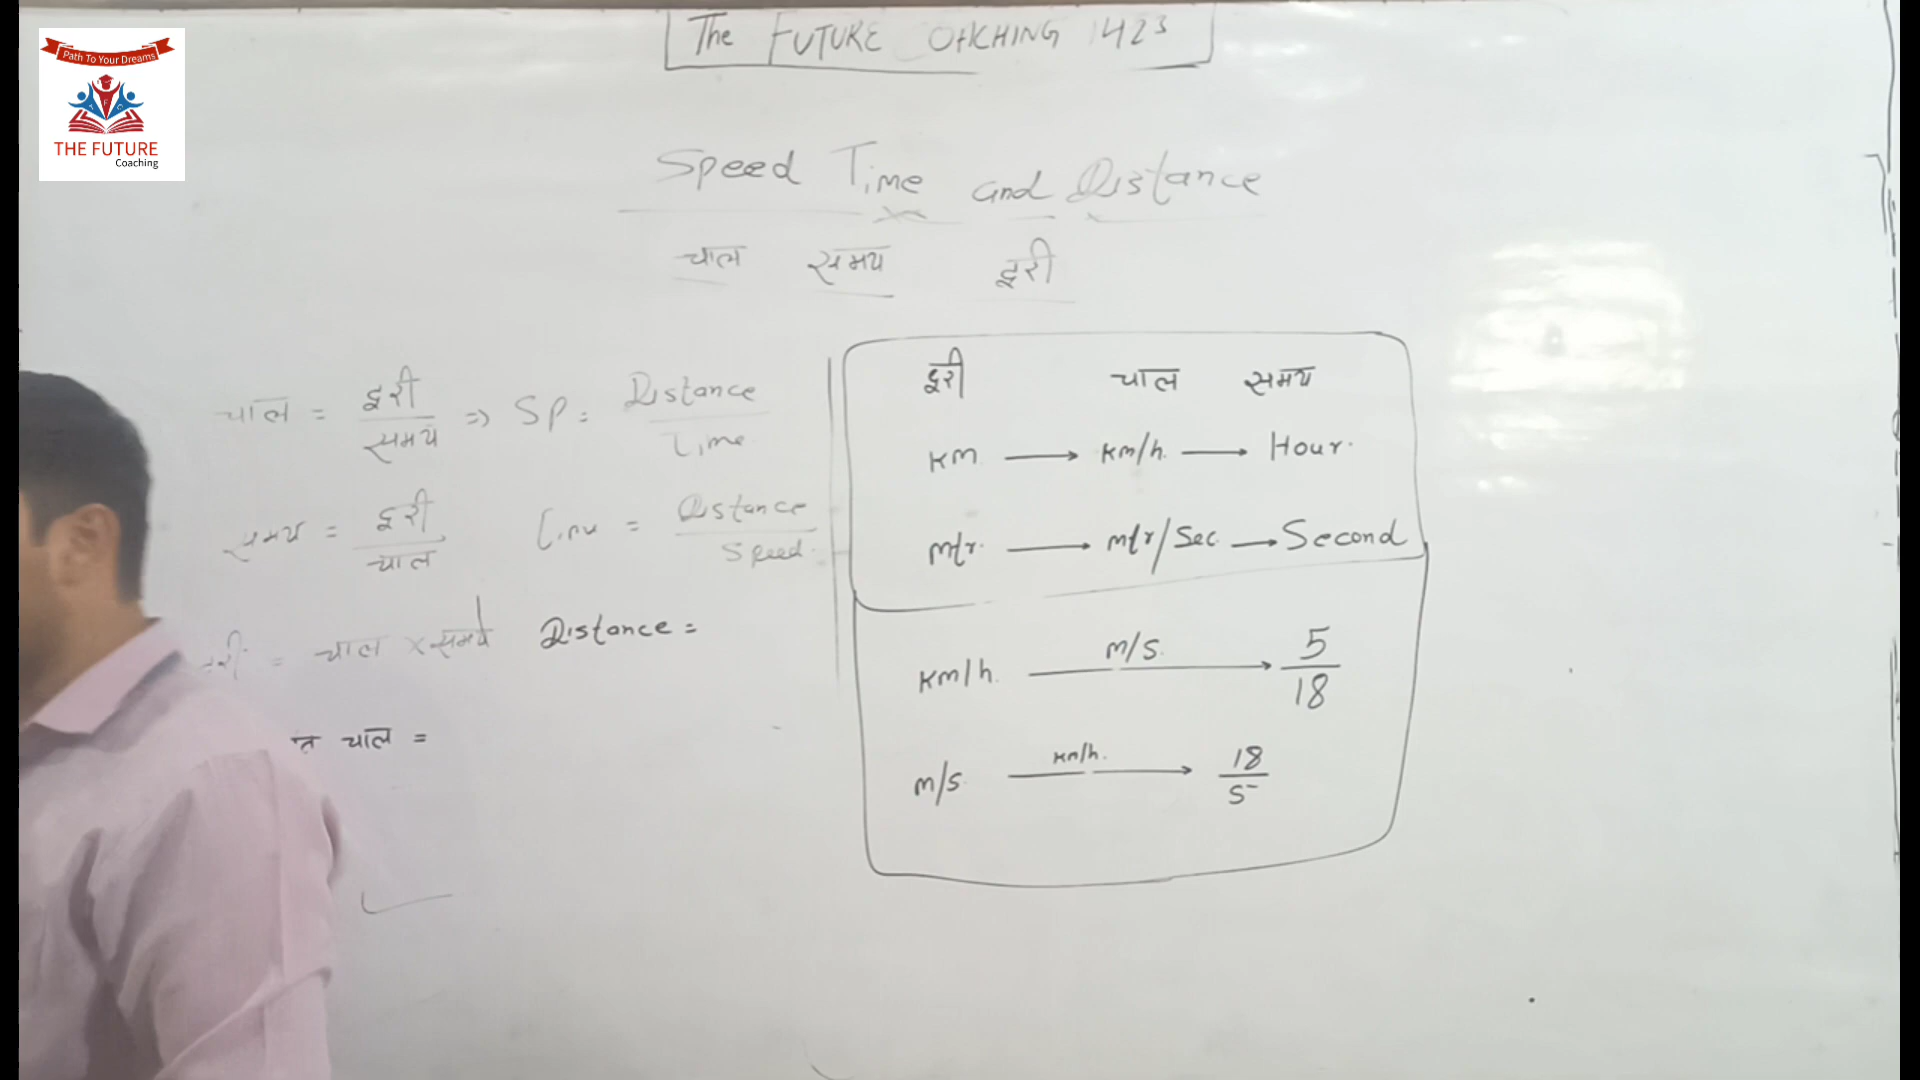 Path To Your Dreams
T F C
THE FUTURE
Coaching
The FUTURE COACHING 1423
Speed Time and Distance
चाल समय दूरी
चाल = दूरी / समय => SP = Distance / Time
समय = दूरी / चाल Time = Distance / Speed
= चाल × समय Distance =
चाल =
दूरी चाल समय
KM → KM/h. → Hour.
mtr. → mtr/Sec → Second
KM/h. m/s. → 5/18
m/s. km/h. → 18/5